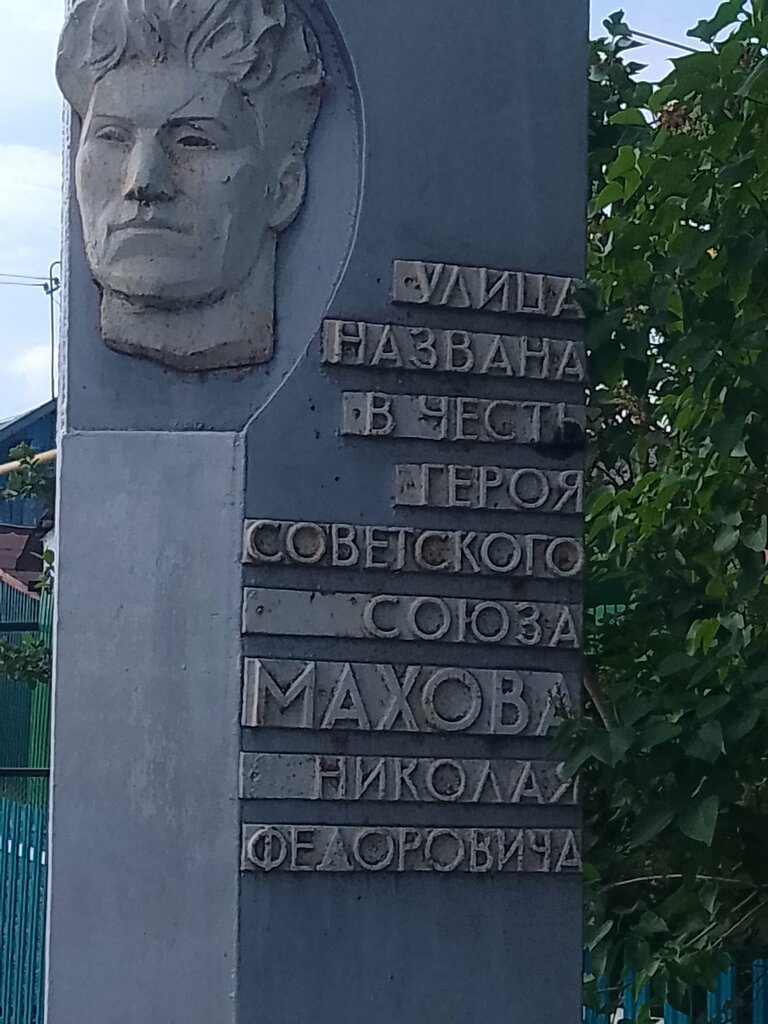 УЛИЦА
НАЗВАНА
В ЧЕСТЬ
ГЕРОЯ
СОВЕТСКОГО
СОЮЗА
МАХОВА
НИКОЛАЯ
ФЕДОРОВИЧА